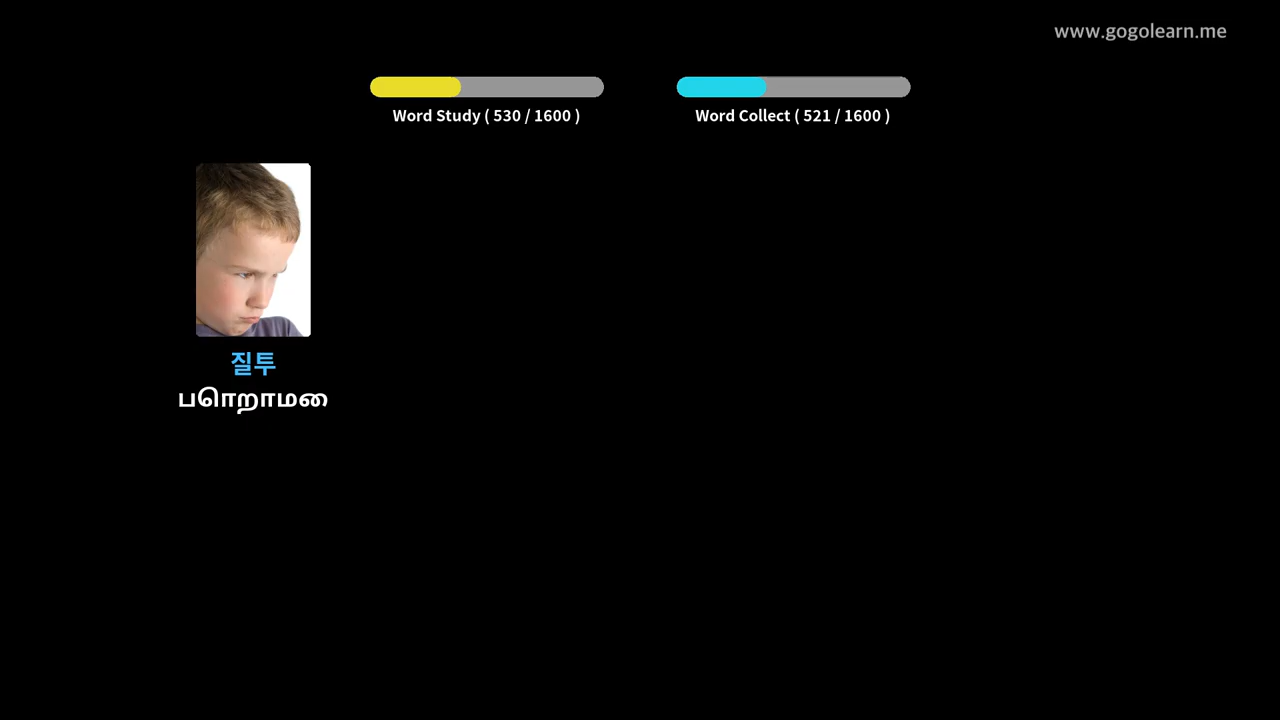 www.gogolearn.me
Word Study ( 530 / 1600 )
Word Collect ( 521 / 1600 )
질투
பொறாமை